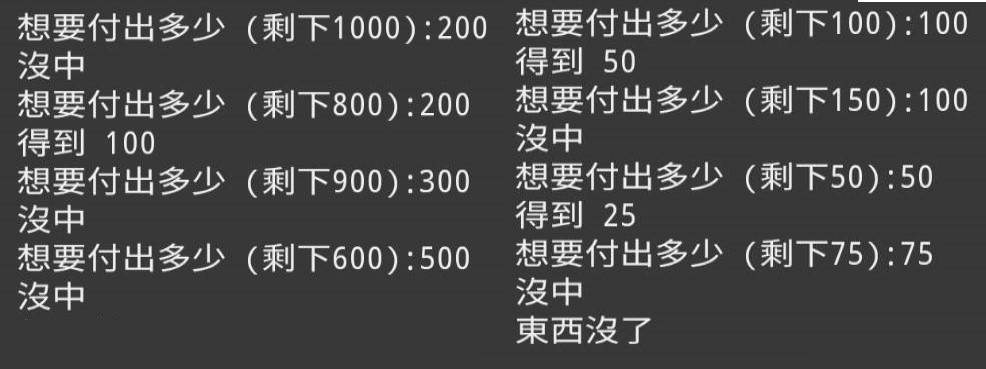 想要付出多少 (剩下1000):200
沒中
想要付出多少 (剩下800):200
得到 100
想要付出多少 (剩下900):300
沒中
想要付出多少 (剩下600):500
沒中
想要付出多少 (剩下100):100
得到 50
想要付出多少 (剩下150):100
沒中
想要付出多少 (剩下50):50
得到 25
想要付出多少 (剩下75):75
沒中
東西沒了